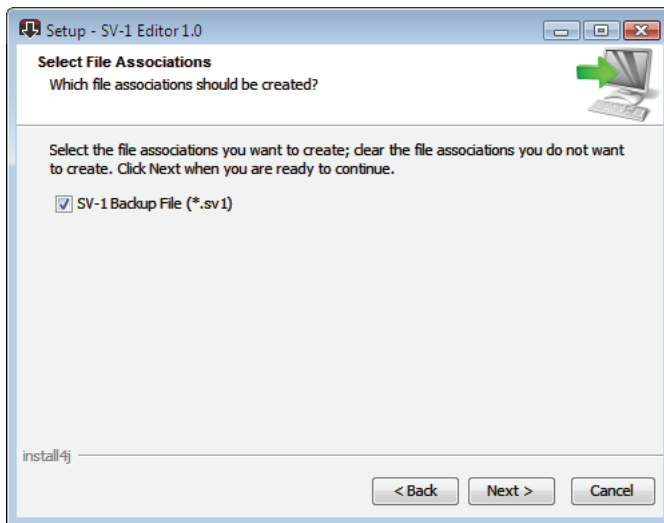 Setup - SV-1 Editor 1.0
Select File Associations
Which file associations should be created?
Select the file associations you want to create; clear the file associations you do not want
to create. Click Next when you are ready to continue.
SV-1 Backup File (*.sv1)
install4j
< Back Next > Cancel